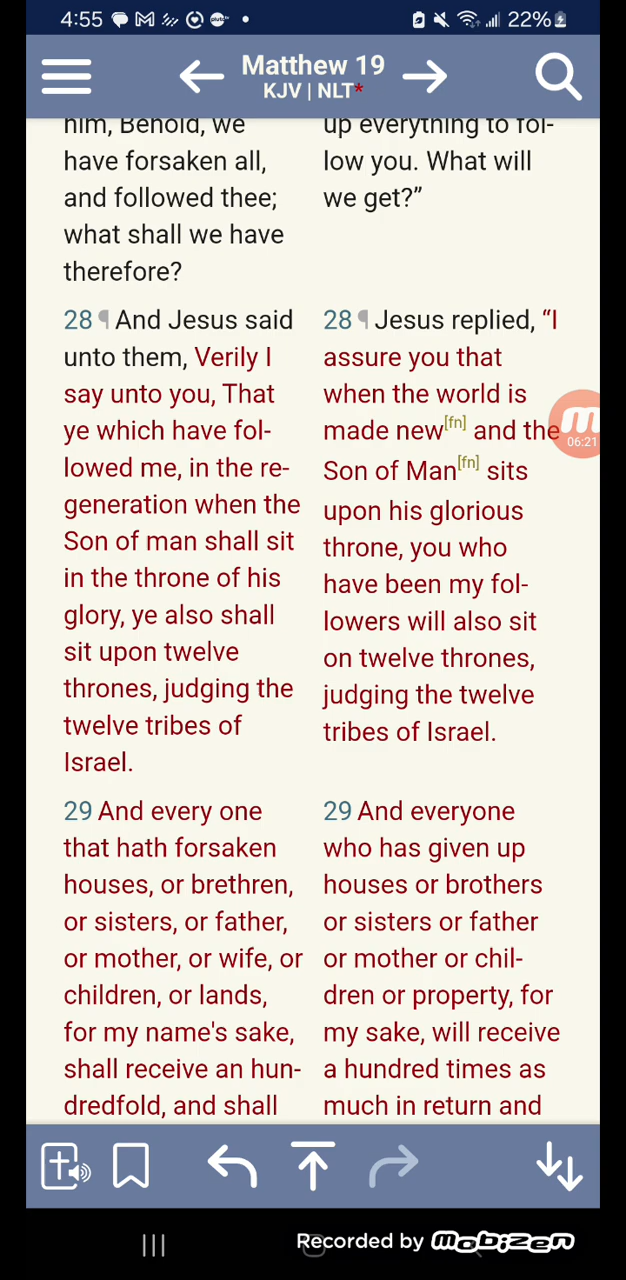 4:55
22%
Matthew 19
KJV | NLT*
him, Behold, we
have forsaken all,
and followed thee;
what shall we have
therefore?
28 ¶ And Jesus said
unto them, Verily I
say unto you, That
ye which have fol-
lowed me, in the re-
generation when the
Son of man shall sit
in the throne of his
glory, ye also shall
sit upon twelve
thrones, judging the
twelve tribes of
Israel.
29 And every one
that hath forsaken
houses, or brethren,
or sisters, or father,
or mother, or wife, or
children, or lands,
for my name's sake,
shall receive an hun-
dredfold, and shall
up everything to fol-
low you. What will
we get?”
28 ¶ Jesus replied, “I
assure you that
when the world is
made new[fn] and the
Son of Man[fn] sits
upon his glorious
throne, you who
have been my fol-
lowers will also sit
on twelve thrones,
judging the twelve
tribes of Israel.
29 And everyone
who has given up
houses or brothers
or sisters or father
or mother or chil-
dren or property, for
my sake, will receive
a hundred times as
much in return and
06:21
Recorded by mobizen